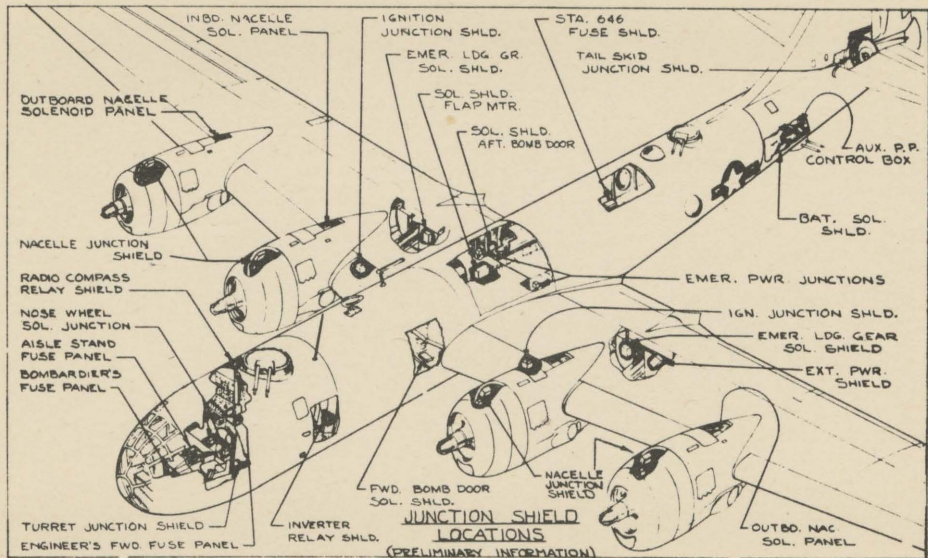 INBD. NACELLE
SOL. PANEL
IGNITION
JUNCTION SHLD.
EMER. LDG. GR.
SOL. SHLD.
SOL. SHLD.
FLAP MTR.
SOL. SHLD.
AFT. BOMB DOOR
STA. 646
FUSE SHLD.
TAIL SKID
JUNCTION SHLD.
OUTBOARD NACELLE
SOLENOID PANEL
AUX. P.P.
CONTROL BOX
BAT. SOL.
SHLD.
NACELLE JUNCTION
SHIELD
RADIO COMPASS
RELAY SHIELD
NOSE WHEEL
SOL. JUNCTION
AISLE STAND
FUSE PANEL
BOMBARDIER'S
FUSE PANEL
EMER. PWR. JUNCTIONS
IGN. JUNCTION SHLD.
EMER. LDG. GEAR
SOL. SHIELD
EXT. PWR.
SHIELD
TURRET JUNCTION SHIELD
ENGINEER'S FWD. FUSE PANEL
INVERTER
RELAY SHLD.
FWD. BOMB DOOR
SOL. SHLD.
NACELLE
JUNCTION
SHIELD
OUTBD. NAC.
SOL. PANEL
JUNCTION SHIELD
LOCATIONS
(PRELIMINARY INFORMATION)